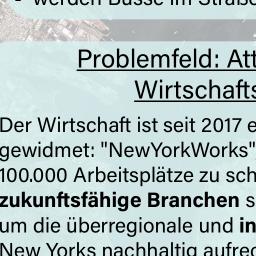 - werden Busse im Straße
Problemfeld: Att
Wirtschafts
Der Wirtschaft ist seit 2017 e
gewidmet: "NewYorkWorks"
100.000 Arbeitsplätze zu sch
zukunftsfähige Branchen s
um die überregionale und in
New Yorks nachhaltig aufrec